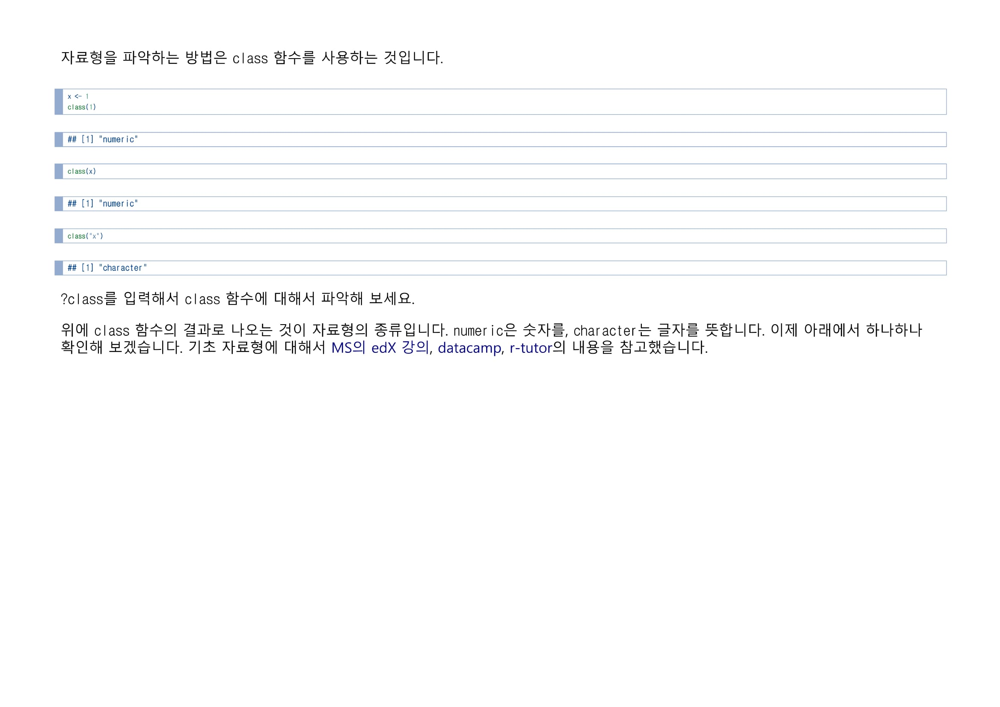 자료형을 파악하는 방법은 class 함수를 사용하는 것입니다.
x <- 1
class(1)
## [1] "numeric"
class(x)
## [1] "numeric"
class("x")
## [1] "character"
?class를 입력해서 class 함수에 대해서 파악해 보세요.
위에 class 함수의 결과로 나오는 것이 자료형의 종류입니다. numeric은 숫자를, character는 글자를 뜻합니다. 이제 아래에서 하나하나
확인해 보겠습니다. 기초 자료형에 대해서 MS의 edX 강의, datacamp, r-tutor의 내용을 참고했습니다.